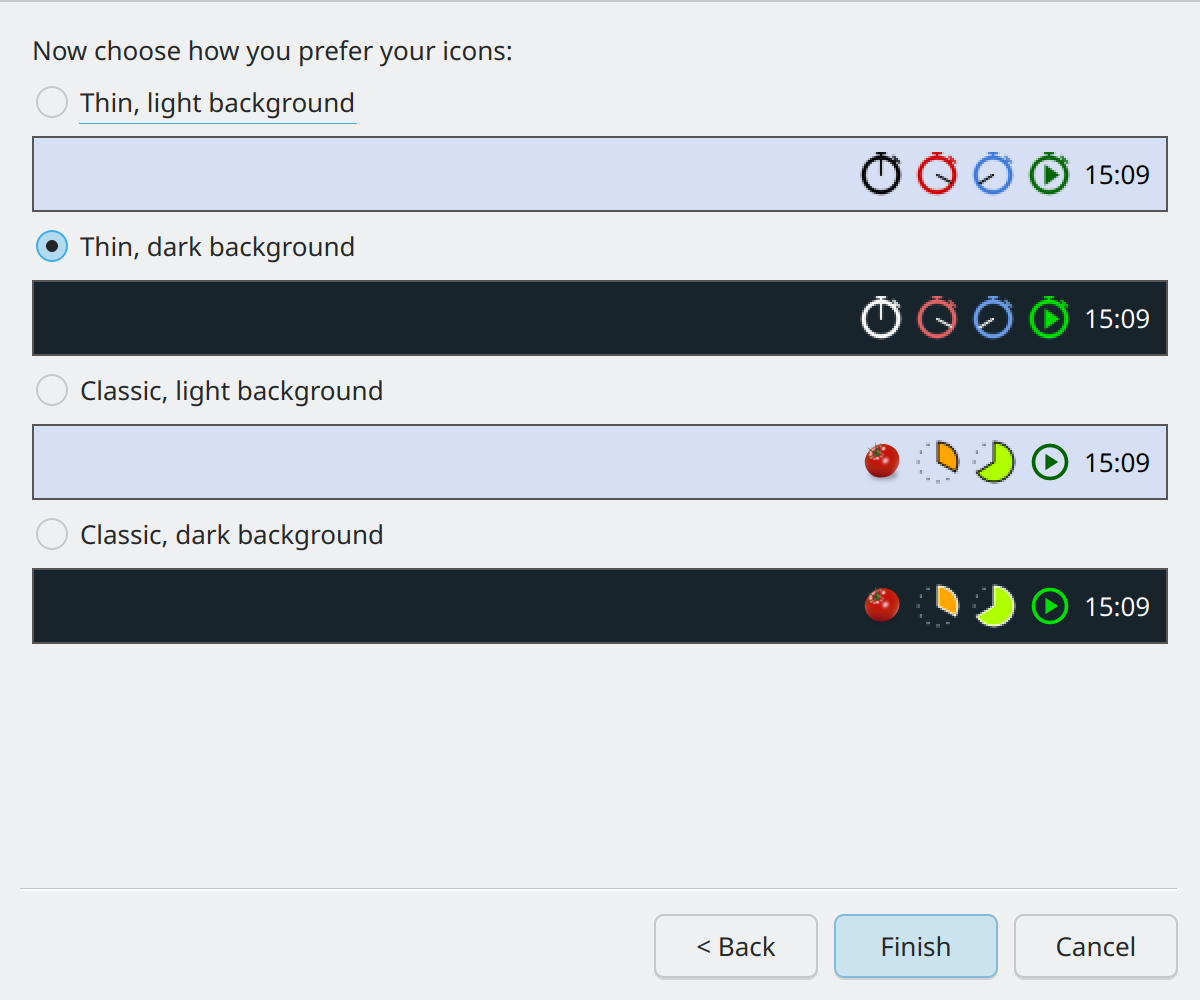 Now choose how you prefer your icons:
Thin, light background
15:09
Thin, dark background
15:09
Classic, light background
15:09
Classic, dark background
15:09
< Back
Finish
Cancel